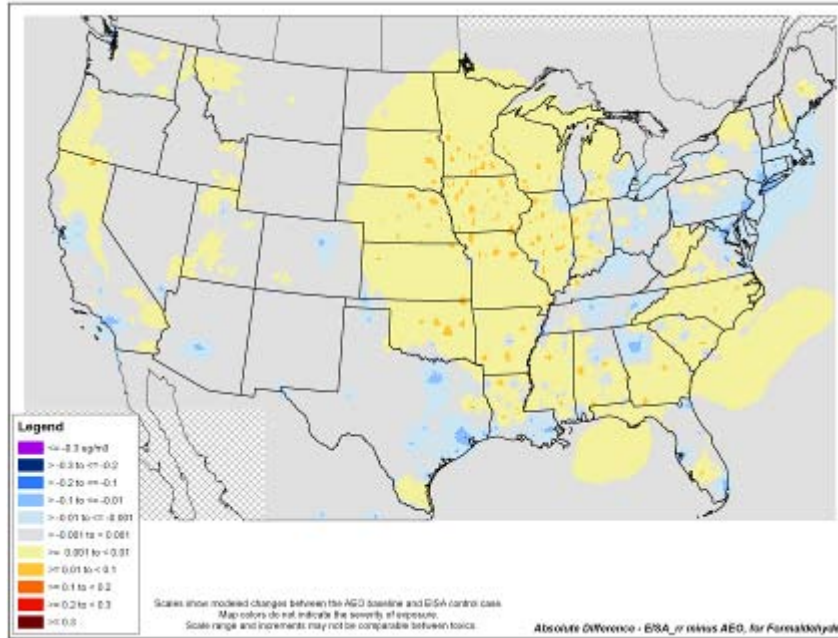 Legend
<= -0.3 ug/m3
> -0.3 to <= -0.2
> -0.2 to <= -0.1
> -0.1 to <= -0.01
> -0.01 to <= -0.001
> -0.001 to < 0.001
>= 0.001 to < 0.01
>= 0.01 to < 0.1
>= 0.1 to < 0.2
>= 0.2 to < 0.3
>= 0.3
Scales show modeled changes between the AEO baseline and EISA control case.
Map colors do not indicate the severity of exposure.
Scale range and increments may not be comparable between toxics.
Absolute Difference - EISA_rr minus AEO, for Formaldehyd